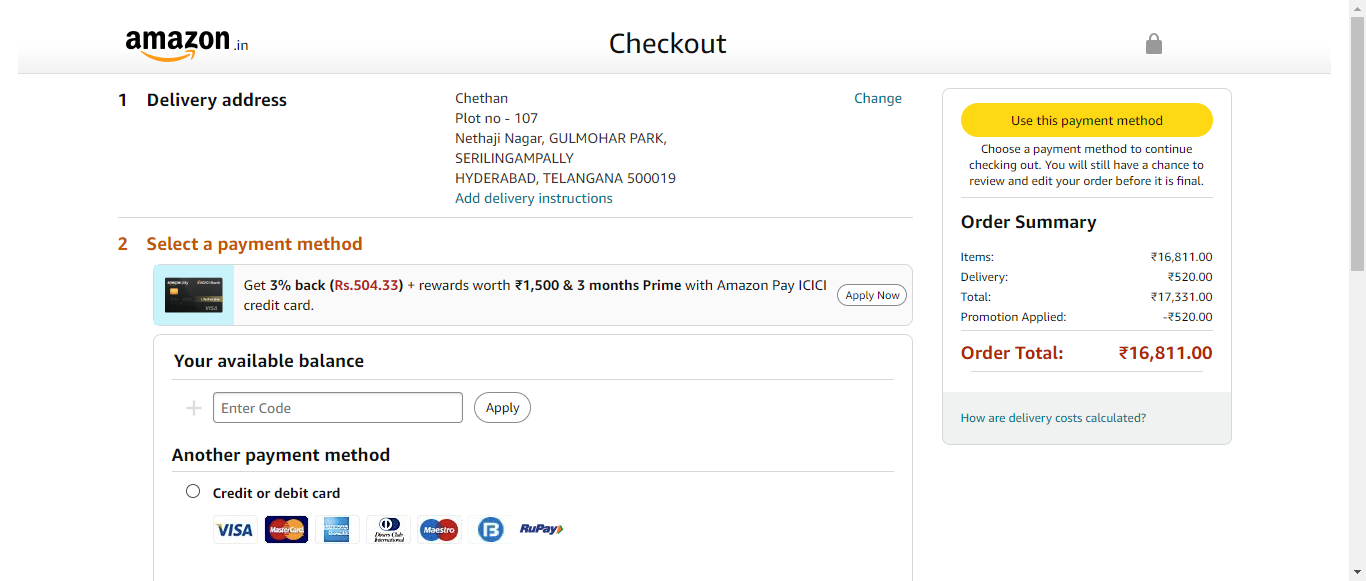 amazon.in
Checkout
1 Delivery address
Chethan
Plot no - 107
Nethaji Nagar, GULMOHAR PARK,
SERILINGAMPALLY
HYDERABAD, TELANGANA 500019
Add delivery instructions
Change
2 Select a payment method
Get 3% back (Rs.504.33) + rewards worth ₹1,500 & 3 months Prime with Amazon Pay ICICI
credit card.
Apply Now
Your available balance
Enter Code
Apply
Another payment method
Credit or debit card
VISA MasterCard AMERICAN EXPRESS Diners Club International Maestro B RuPay
Use this payment method
Choose a payment method to continue
checking out. You will still have a chance to
review and edit your order before it is final.
Order Summary
Items: ₹16,811.00
Delivery: ₹520.00
Total: ₹17,331.00
Promotion Applied: -₹520.00
Order Total: ₹16,811.00
How are delivery costs calculated?